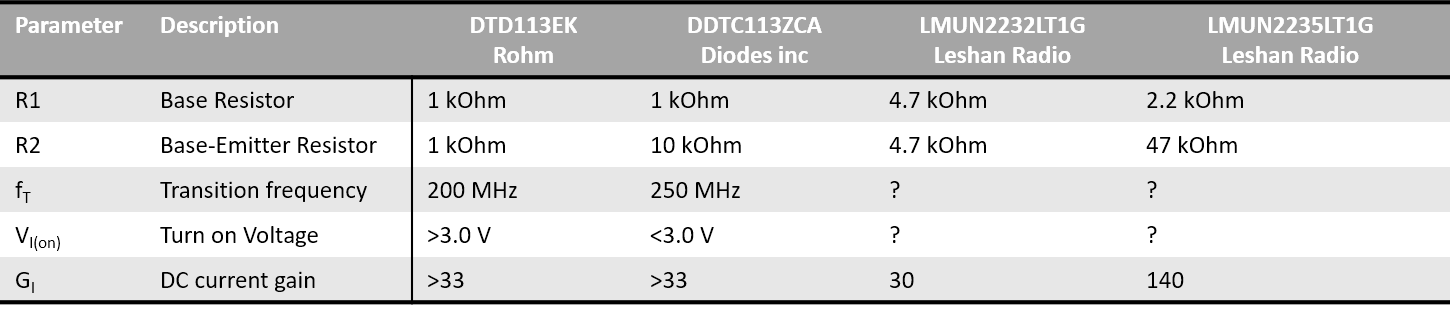 Parameter Description DTD113EK DDTC113ZCA LMUN2232LT1G LMUN2235LT1G
Rohm Diodes inc Leshan Radio Leshan Radio
R1 Base Resistor 1 kOhm 1 kOhm 4.7 kOhm 2.2 kOhm
R2 Base-Emitter Resistor 1 kOhm 10 kOhm 4.7 kOhm 47 kOhm
fT Transition frequency 200 MHz 250 MHz ? ?
VI(on) Turn on Voltage >3.0 V <3.0 V ? ?
GI DC current gain >33 >33 30 140